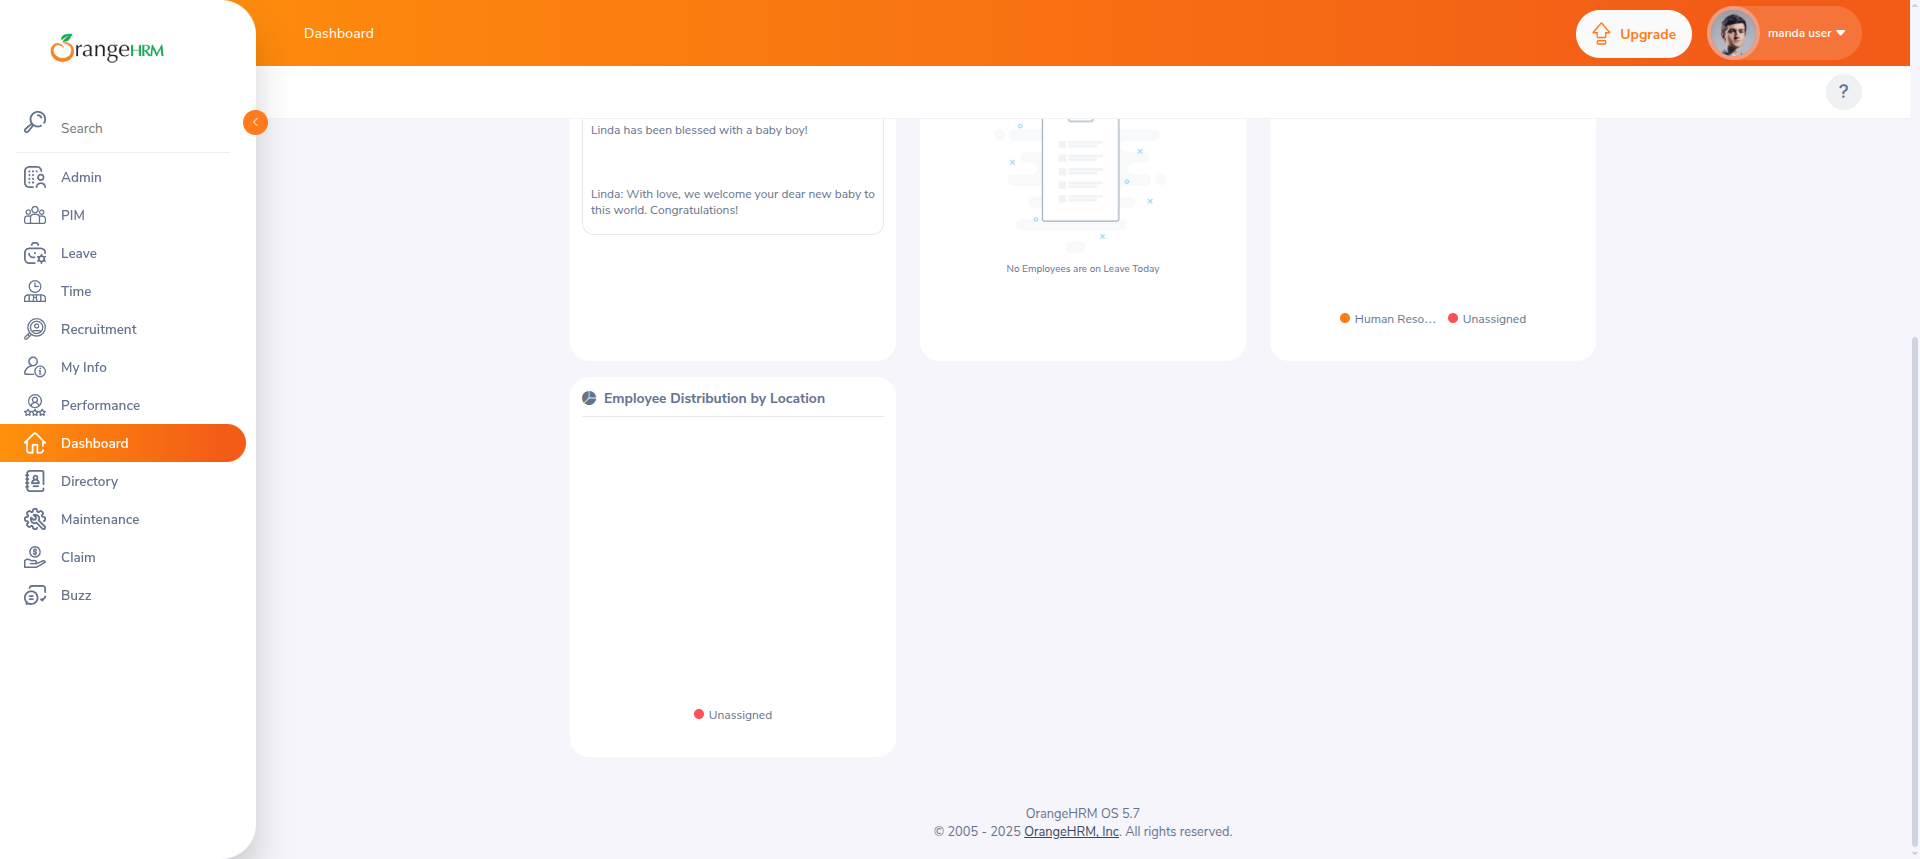 OrangeHRM
Dashboard
Upgrade
manda user
?
Search
Admin
PIM
Leave
Time
Recruitment
My Info
Performance
Dashboard
Directory
Maintenance
Claim
Buzz
Linda has been blessed with a baby boy!
Linda: With love, we welcome your dear new baby to
this world. Congratulations!
No Employees are on Leave Today
Human Reso…
Unassigned
Employee Distribution by Location
Unassigned
OrangeHRM OS 5.7
© 2005 - 2025 OrangeHRM, Inc. All rights reserved.